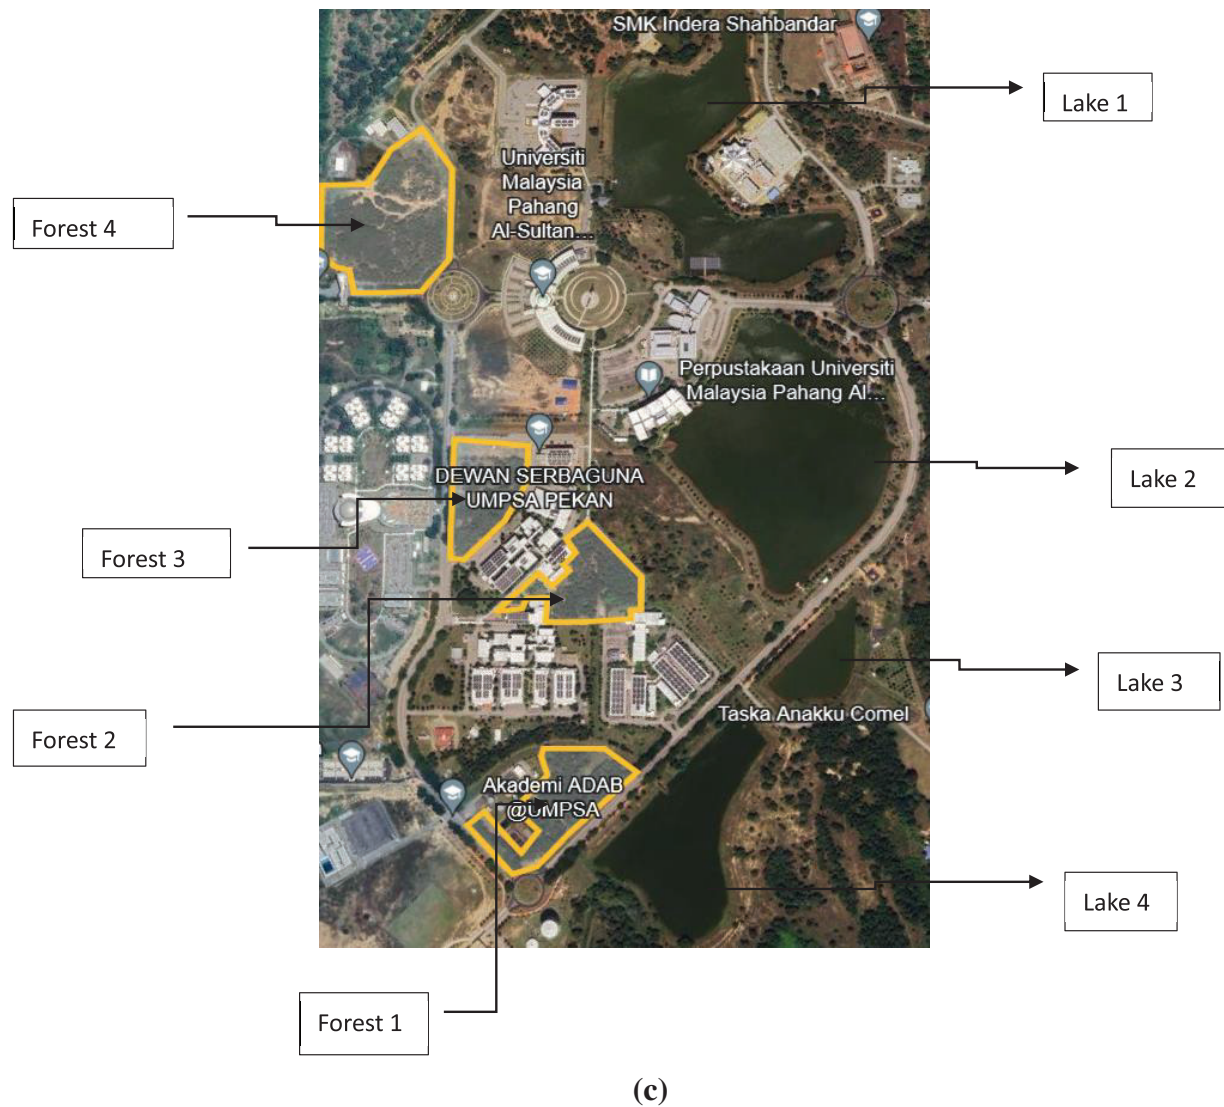 SMK Indera Shahbandar
Lake 1
Universiti
Malaysia
Pahang
Al-Sultan...
Forest 4
Perpustakaan Universiti
Malaysia Pahang Al...
DEWAN SERBAGUNA
UMPSA PEKAN
Lake 2
Forest 3
Lake 3
Taska Anakku Comel
Forest 2
Akademi ADAB
@UMPSA
Lake 4
Forest 1
(c)